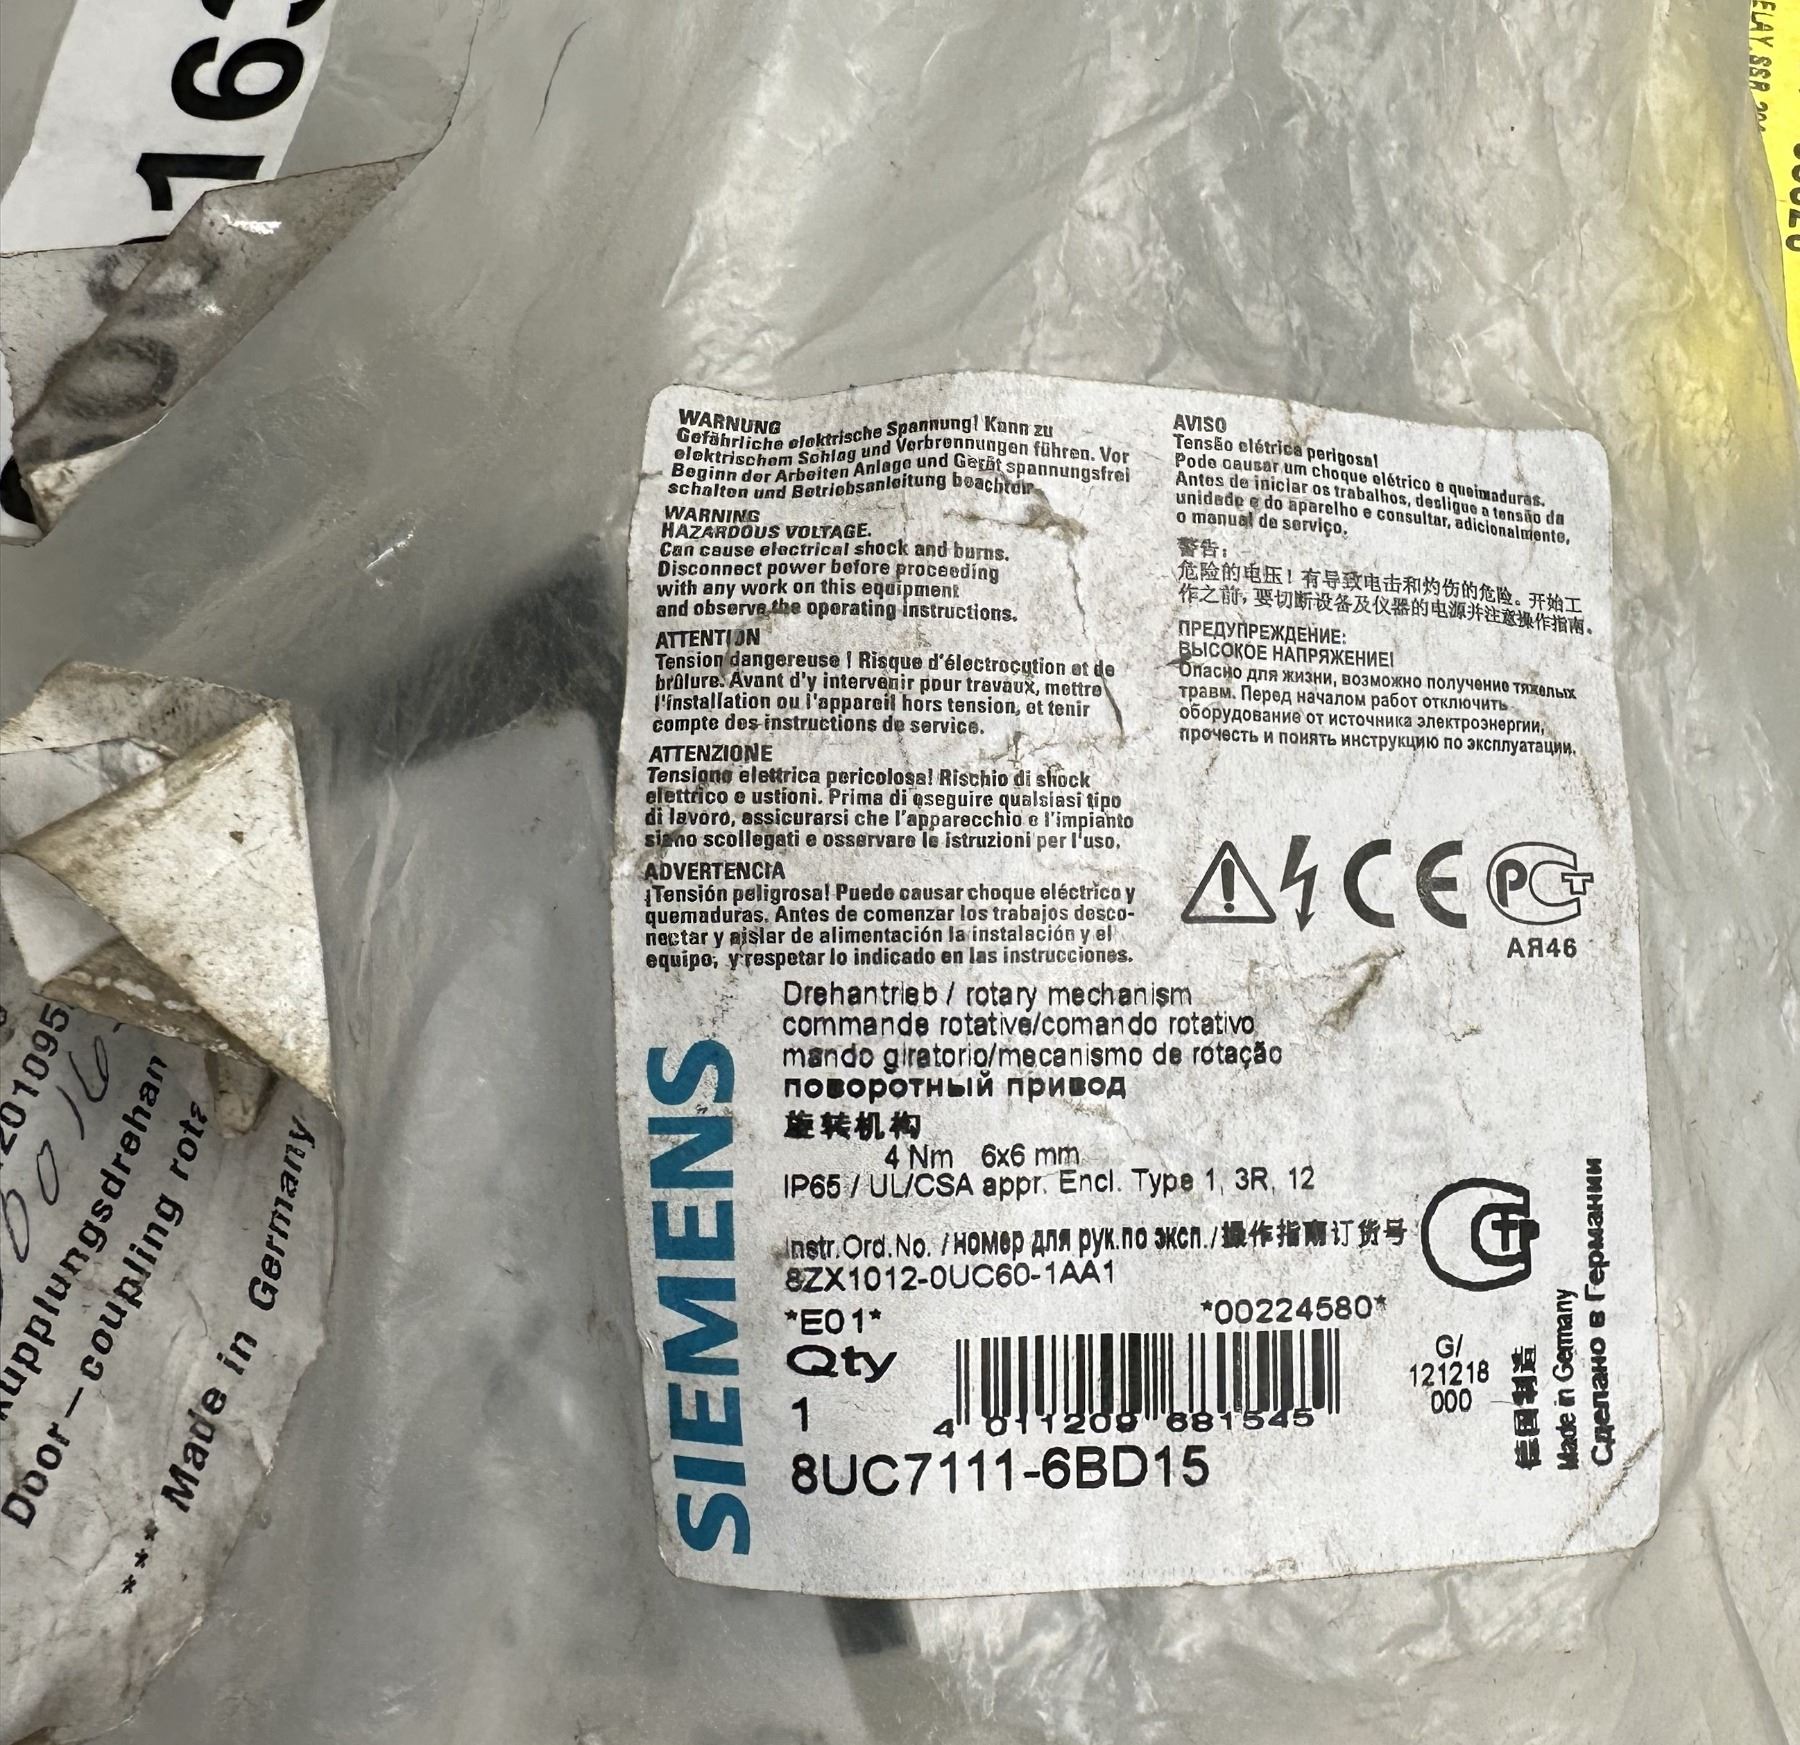 163
WARNUNG
Gefährliche elektrische Spannung! Kann zu
elektrischem Schlag und Verbrennungen führen. Vor
Beginn der Arbeiten Anlage und Gerät spannungsfrei
schalten und Betriebsanleitung beachten.
WARNING
HAZARDOUS VOLTAGE.
Can cause electrical shock and burns.
Disconnect power before proceeding
with any work on this equipment
and observe the operating instructions.
ATTENTION
Tension dangereuse ! Risque d'électrocution et de
brûlure. Avant d'y intervenir pour travaux, mettre
l'installation ou l'appareil hors tension, et tenir
compte des instructions de service.
ATTENZIONE
Tensione elettrica pericolosa! Rischio di shock
elettrico e ustioni. Prima di eseguire qualsiasi tipo
di lavoro, assicurarsi che l'apparecchio e l'impianto
siano scollegati e osservare le istruzioni per l'uso.
ADVERTENCIA
¡Tensión peligrosa! Puede causar choque eléctrico y
quemaduras. Antes de comenzar los trabajos desco-
nectar y aislar de alimentación la instalación y el
equipo, y respetar lo indicado en las instrucciones.
AVISO
Tensão elétrica perigosa!
Pode causar um choque elétrico e queimaduras.
Antes de iniciar os trabalhos, desligue a tensão da
unidade e do aparelho e consultar, adicionalmente,
o manual de serviço.
警告:
危险的电压!有导致电击和灼伤的危险。开始工
作之前,要切断设备及仪器的电源并注意操作指南。
ПРЕДУПРЕЖДЕНИЕ:
ВЫСОКОЕ НАПРЯЖЕНИЕ!
Опасно для жизни, возможно получение тяжелых
травм. Перед началом работ отключить
оборудование от источника электроэнергии,
прочесть и понять инструкцию по эксплуатации.
CE PCT
АЯ46
SIEMENS
Drehantrieb / rotary mechanism
commande rotative/comando rotativo
mando giratorio/mecanismo de rotação
поворотный привод
旋转机构
4 Nm 6x6 mm
IP65 / UL/CSA appr. Encl. Type 1, 3R, 12
Instr.Ord.No. /номер для рук.по эксп./操作指南订货号
8ZX1012-0UC60-1AA1
*E01* *00224580*
Qty
1
4 011209 681545
8UC7111-6BD15
G/
121218
000
德国制造
Made in Germany
Сделано в Германии
201095
kupplungsdrehan
Door-coupling rota
*** Made in Germany
ELAY,SSR